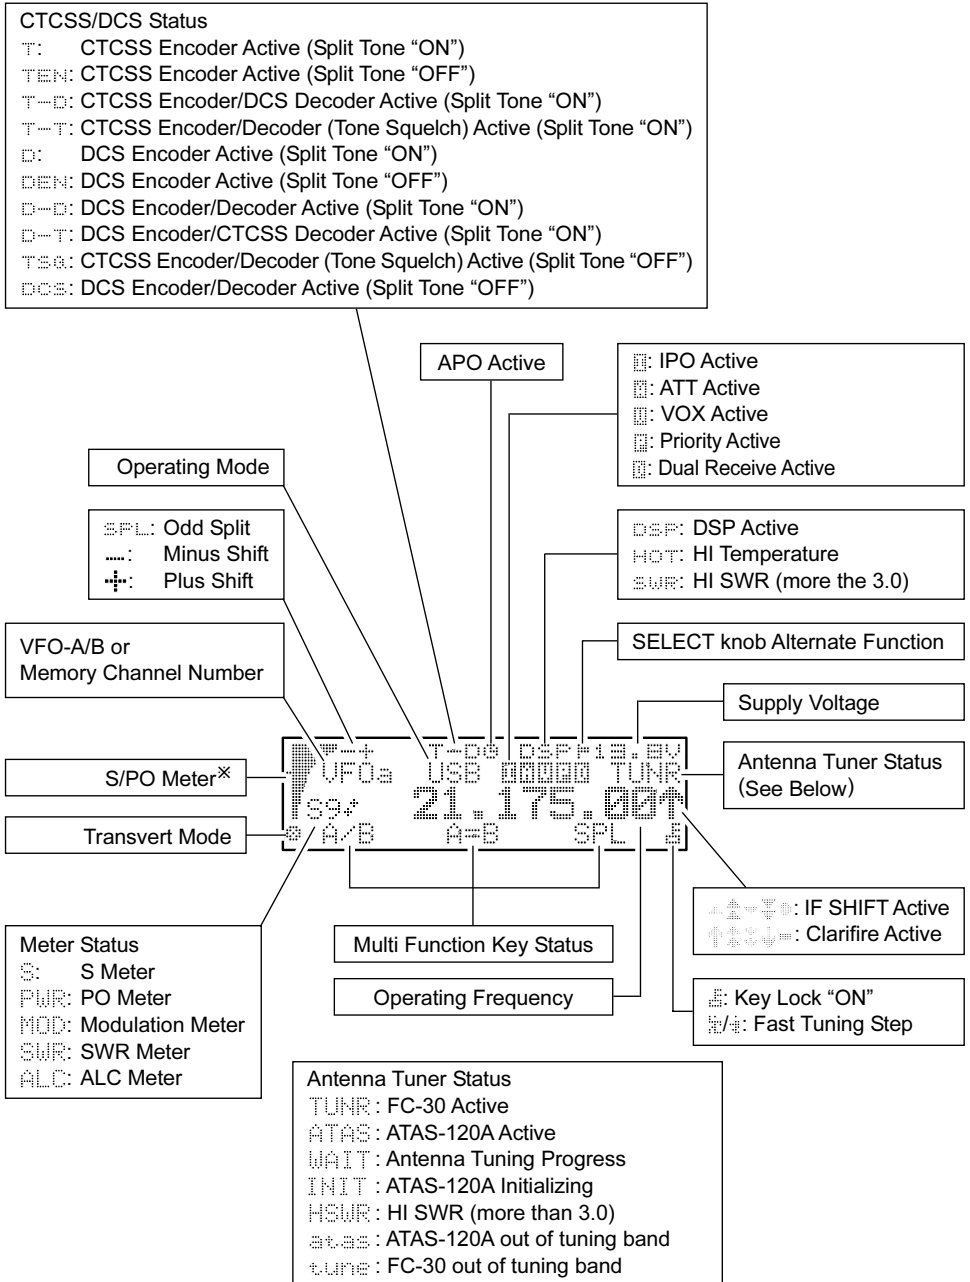 CTCSS/DCS Status
T: CTCSS Encoder Active (Split Tone “ON”)
TEN: CTCSS Encoder Active (Split Tone “OFF”)
T-D: CTCSS Encoder/DCS Decoder Active (Split Tone “ON”)
T-T: CTCSS Encoder/Decoder (Tone Squelch) Active (Split Tone “ON”)
D: DCS Encoder Active (Split Tone “ON”)
DEN: DCS Encoder Active (Split Tone “OFF”)
D-D: DCS Encoder/Decoder Active (Split Tone “ON”)
D-T: DCS Encoder/CTCSS Decoder Active (Split Tone “ON”)
TSQ: CTCSS Encoder/Decoder (Tone Squelch) Active (Split Tone “OFF”)
DCS: DCS Encoder/Decoder Active (Split Tone “OFF”)
APO Active
: IPO Active
: ATT Active
: VOX Active
: Priority Active
: Dual Receive Active
Operating Mode
SPL: Odd Split
-: Minus Shift
+: Plus Shift
DSP: DSP Active
HOT: HI Temperature
SWR: HI SWR (more the 3.0)
VFO-A/B or
Memory Channel Number
SELECT knob Alternate Function
Supply Voltage
S/PO Meter※
Transvert Mode
-+ T-D DSP 13.8V
VFOa USB TUNR
S9 21.175.00↑
A/B A=B SPL
Antenna Tuner Status
(See Below)
: IF SHIFT Active
: Clarifire Active
Meter Status
S: S Meter
PWR: PO Meter
MOD: Modulation Meter
SWR: SWR Meter
ALC: ALC Meter
Multi Function Key Status
Operating Frequency
: Key Lock “ON”
: Fast Tuning Step
Antenna Tuner Status
TUNR : FC-30 Active
ATAS : ATAS-120A Active
WAIT : Antenna Tuning Progress
INIT : ATAS-120A Initializing
HSWR : HI SWR (more than 3.0)
atas : ATAS-120A out of tuning band
tune : FC-30 out of tuning band